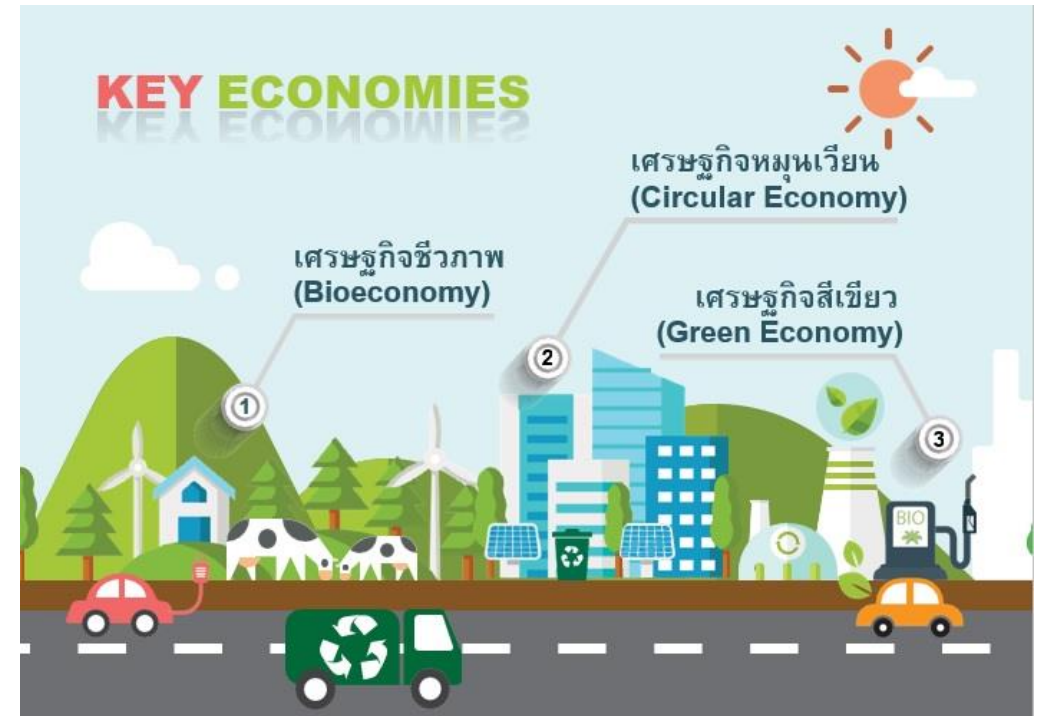 KEY ECONOMIES
เศรษฐกิจหมุนเวียน
(Circular Economy)
เศรษฐกิจชีวภาพ
(Bioeconomy)
เศรษฐกิจสีเขียว
(Green Economy)
2
1
3
BIO